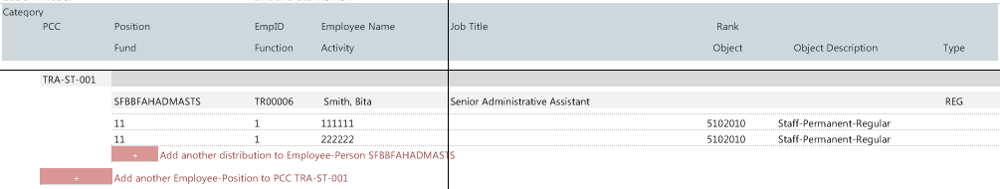 Category
PCC Position EmpID Employee Name Job Title Rank
Fund Function Activity Object Object Description Type
TRA-ST-001
SFBBFAHADMASTS TR00006 Smith, Bita Senior Administrative Assistant REG
11 1 111111 5102010 Staff-Permanent-Regular
11 1 222222 5102010 Staff-Permanent-Regular
+ Add another distribution to Employee-Person SFBBFAHADMASTS
+ Add another Employee-Position to PCC TRA-ST-001